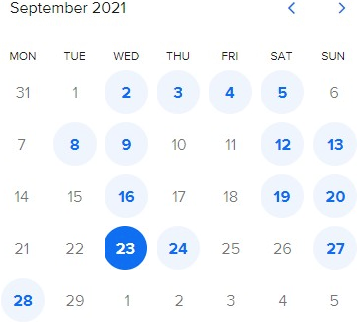 September 2021
MON TUE WED THU FRI SAT SUN
31 1 2 3 4 5 6
7 8 9 10 11 12 13
14 15 16 17 18 19 20
21 22 23 24 25 26 27
28 29 1 2 3 4 5